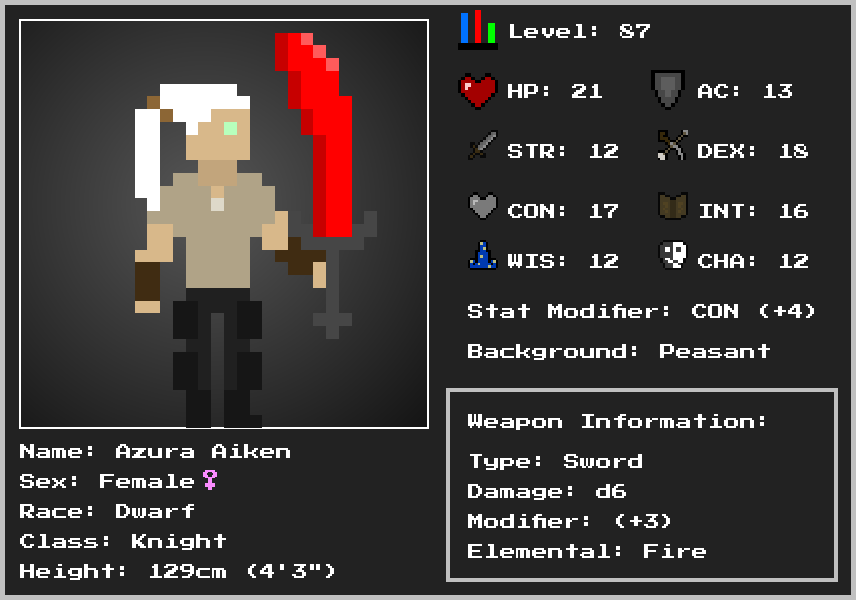 Level: 87
HP: 21
AC: 13
STR: 12
DEX: 18
CON: 17
INT: 16
WIS: 12
CHA: 12
Stat Modifier: CON (+4)
Background: Peasant
Weapon Information:
Type: Sword
Damage: d6
Modifier: (+3)
Elemental: Fire
Name: Azura Aiken
Sex: Female♀
Race: Dwarf
Class: Knight
Height: 129cm (4'3")